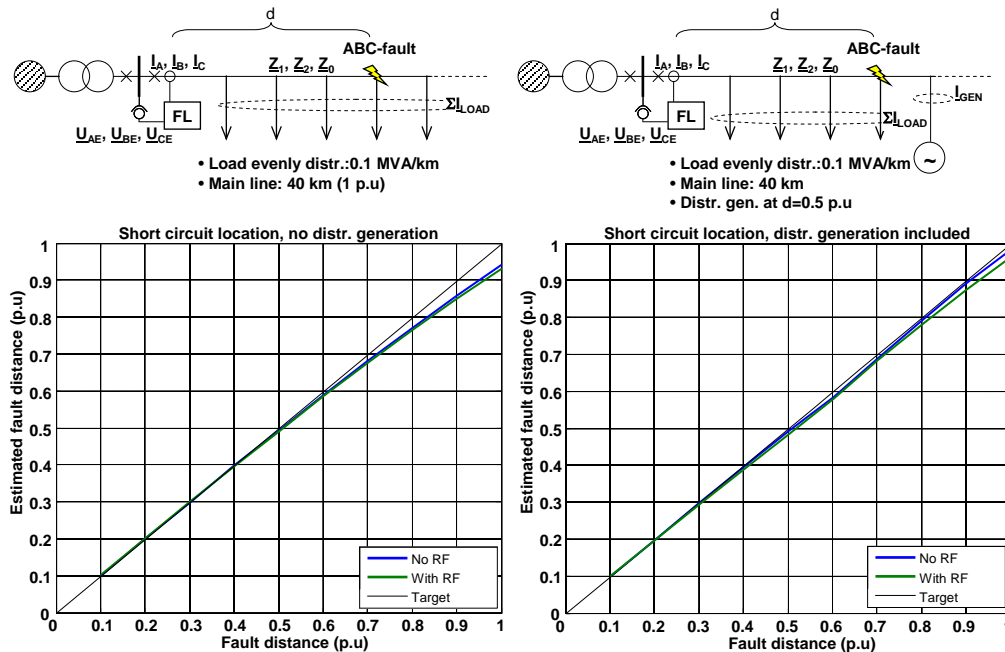 d
ABC-fault
I_A, I_B, I_C
Z_1, Z_2, Z_0
FL
ΣI_LOAD
U_AE, U_BE, U_CE
• Load evenly distr.:0.1 MVA/km
• Main line: 40 km (1 p.u)
Short circuit location, no distr. generation
Estimated fault distance (p.u)
1
0.9
0.8
0.7
0.6
0.5
0.4
0.3
0.2
0.1
0
No RF
With RF
Target
0 0.1 0.2 0.3 0.4 0.5 0.6 0.7 0.8 0.9 1
Fault distance (p.u)
d
ABC-fault
I_A, I_B, I_C
Z_1, Z_2, Z_0
I_GEN
FL
ΣI_LOAD
U_AE, U_BE, U_CE
~
• Load evenly distr.:0.1 MVA/km
• Main line: 40 km
• Distr. gen. at d=0.5 p.u
Short circuit location, distr. generation included
Estimated fault distance (p.u)
1
0.9
0.8
0.7
0.6
0.5
0.4
0.3
0.2
0.1
0
No RF
With RF
Target
0 0.1 0.2 0.3 0.4 0.5 0.6 0.7 0.8 0.9 1
Fault distance (p.u)